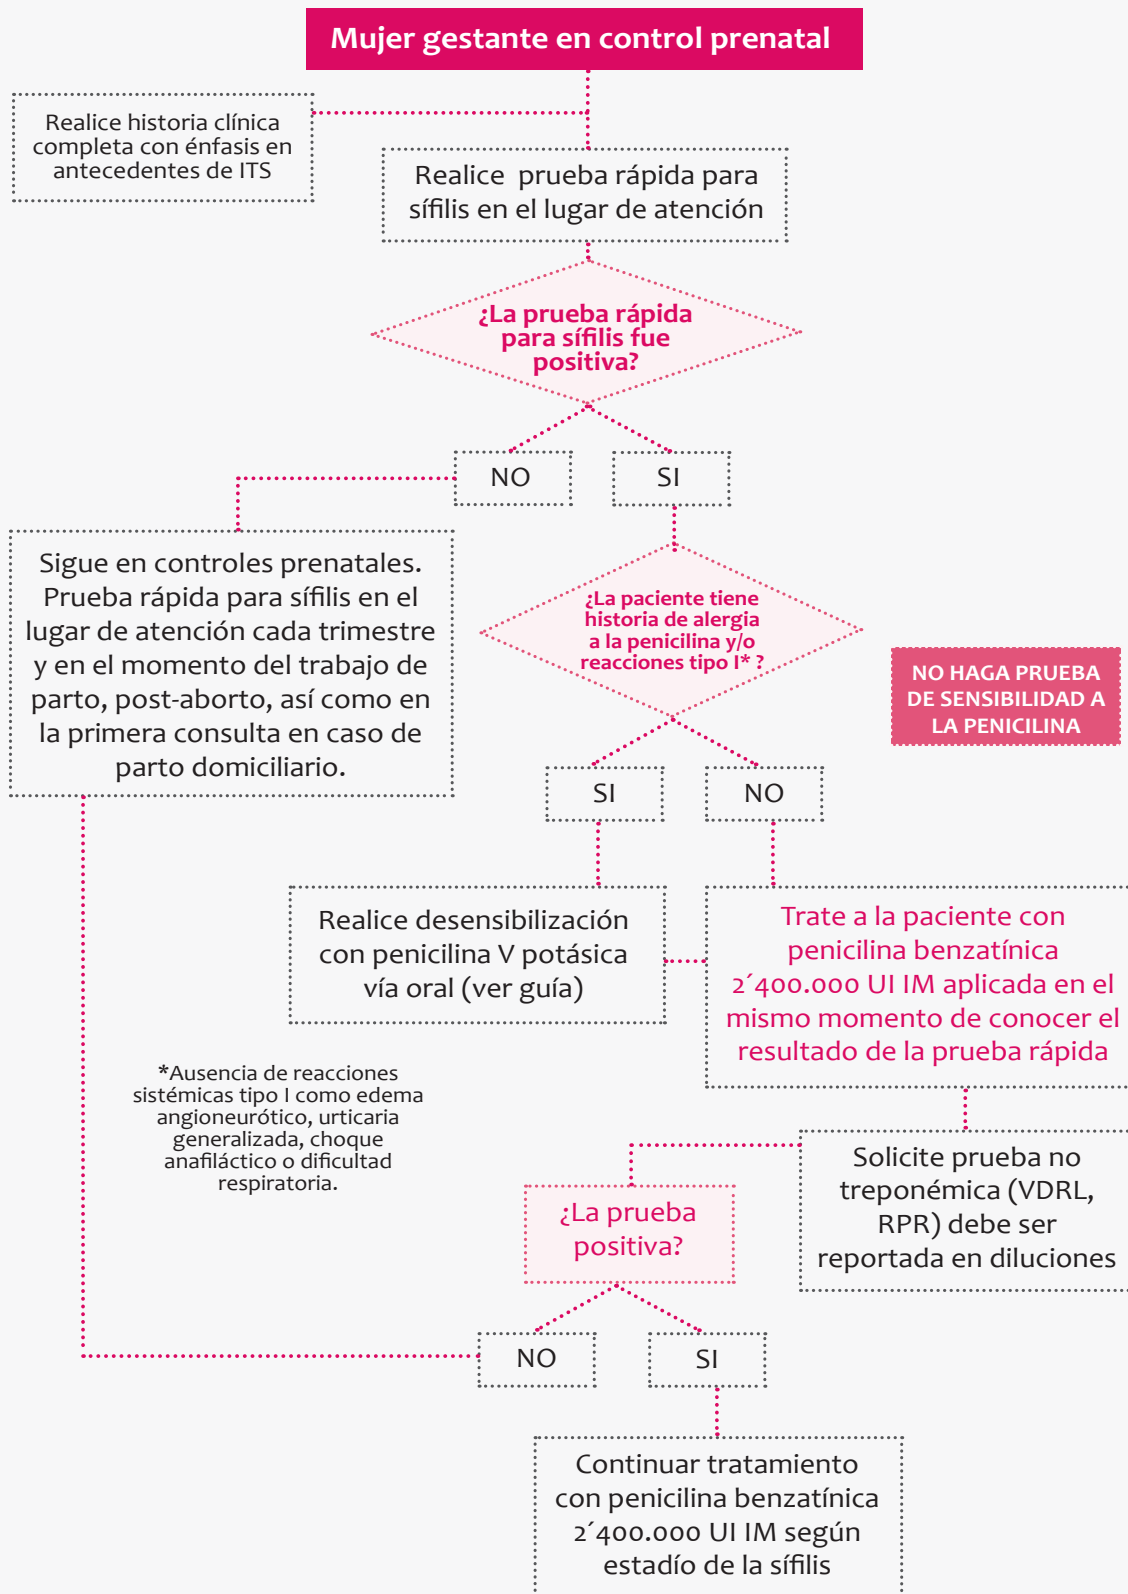 Mujer gestante en control prenatal
Realice historia clínica
completa con énfasis en
antecedentes de ITS
Realice prueba rápida para
sífilis en el lugar de atención
¿La prueba rápida
para sífilis fue
positiva?
NO
SI
Sigue en controles prenatales.
Prueba rápida para sífilis en el
lugar de atención cada trimestre
y en el momento del trabajo de
parto, post-aborto, así como en
la primera consulta en caso de
parto domiciliario.
¿La paciente tiene
historia de alergia
a la penicilina y/o
reacciones tipo I* ?
NO HAGA PRUEBA
DE SENSIBILIDAD A
LA PENICILINA
SI
NO
Realice desensibilización
con penicilina V potásica
vía oral (ver guía)
Trate a la paciente con
penicilina benzatínica
2´400.000 UI IM aplicada en el
mismo momento de conocer el
resultado de la prueba rápida
*Ausencia de reacciones
sistémicas tipo I como edema
angioneurótico, urticaria
generalizada, choque
anafiláctico o dificultad
respiratoria.
Solicite prueba no
treponémica (VDRL,
RPR) debe ser
reportada en diluciones
¿La prueba
positiva?
NO
SI
Continuar tratamiento
con penicilina benzatínica
2´400.000 UI IM según
estadío de la sífilis